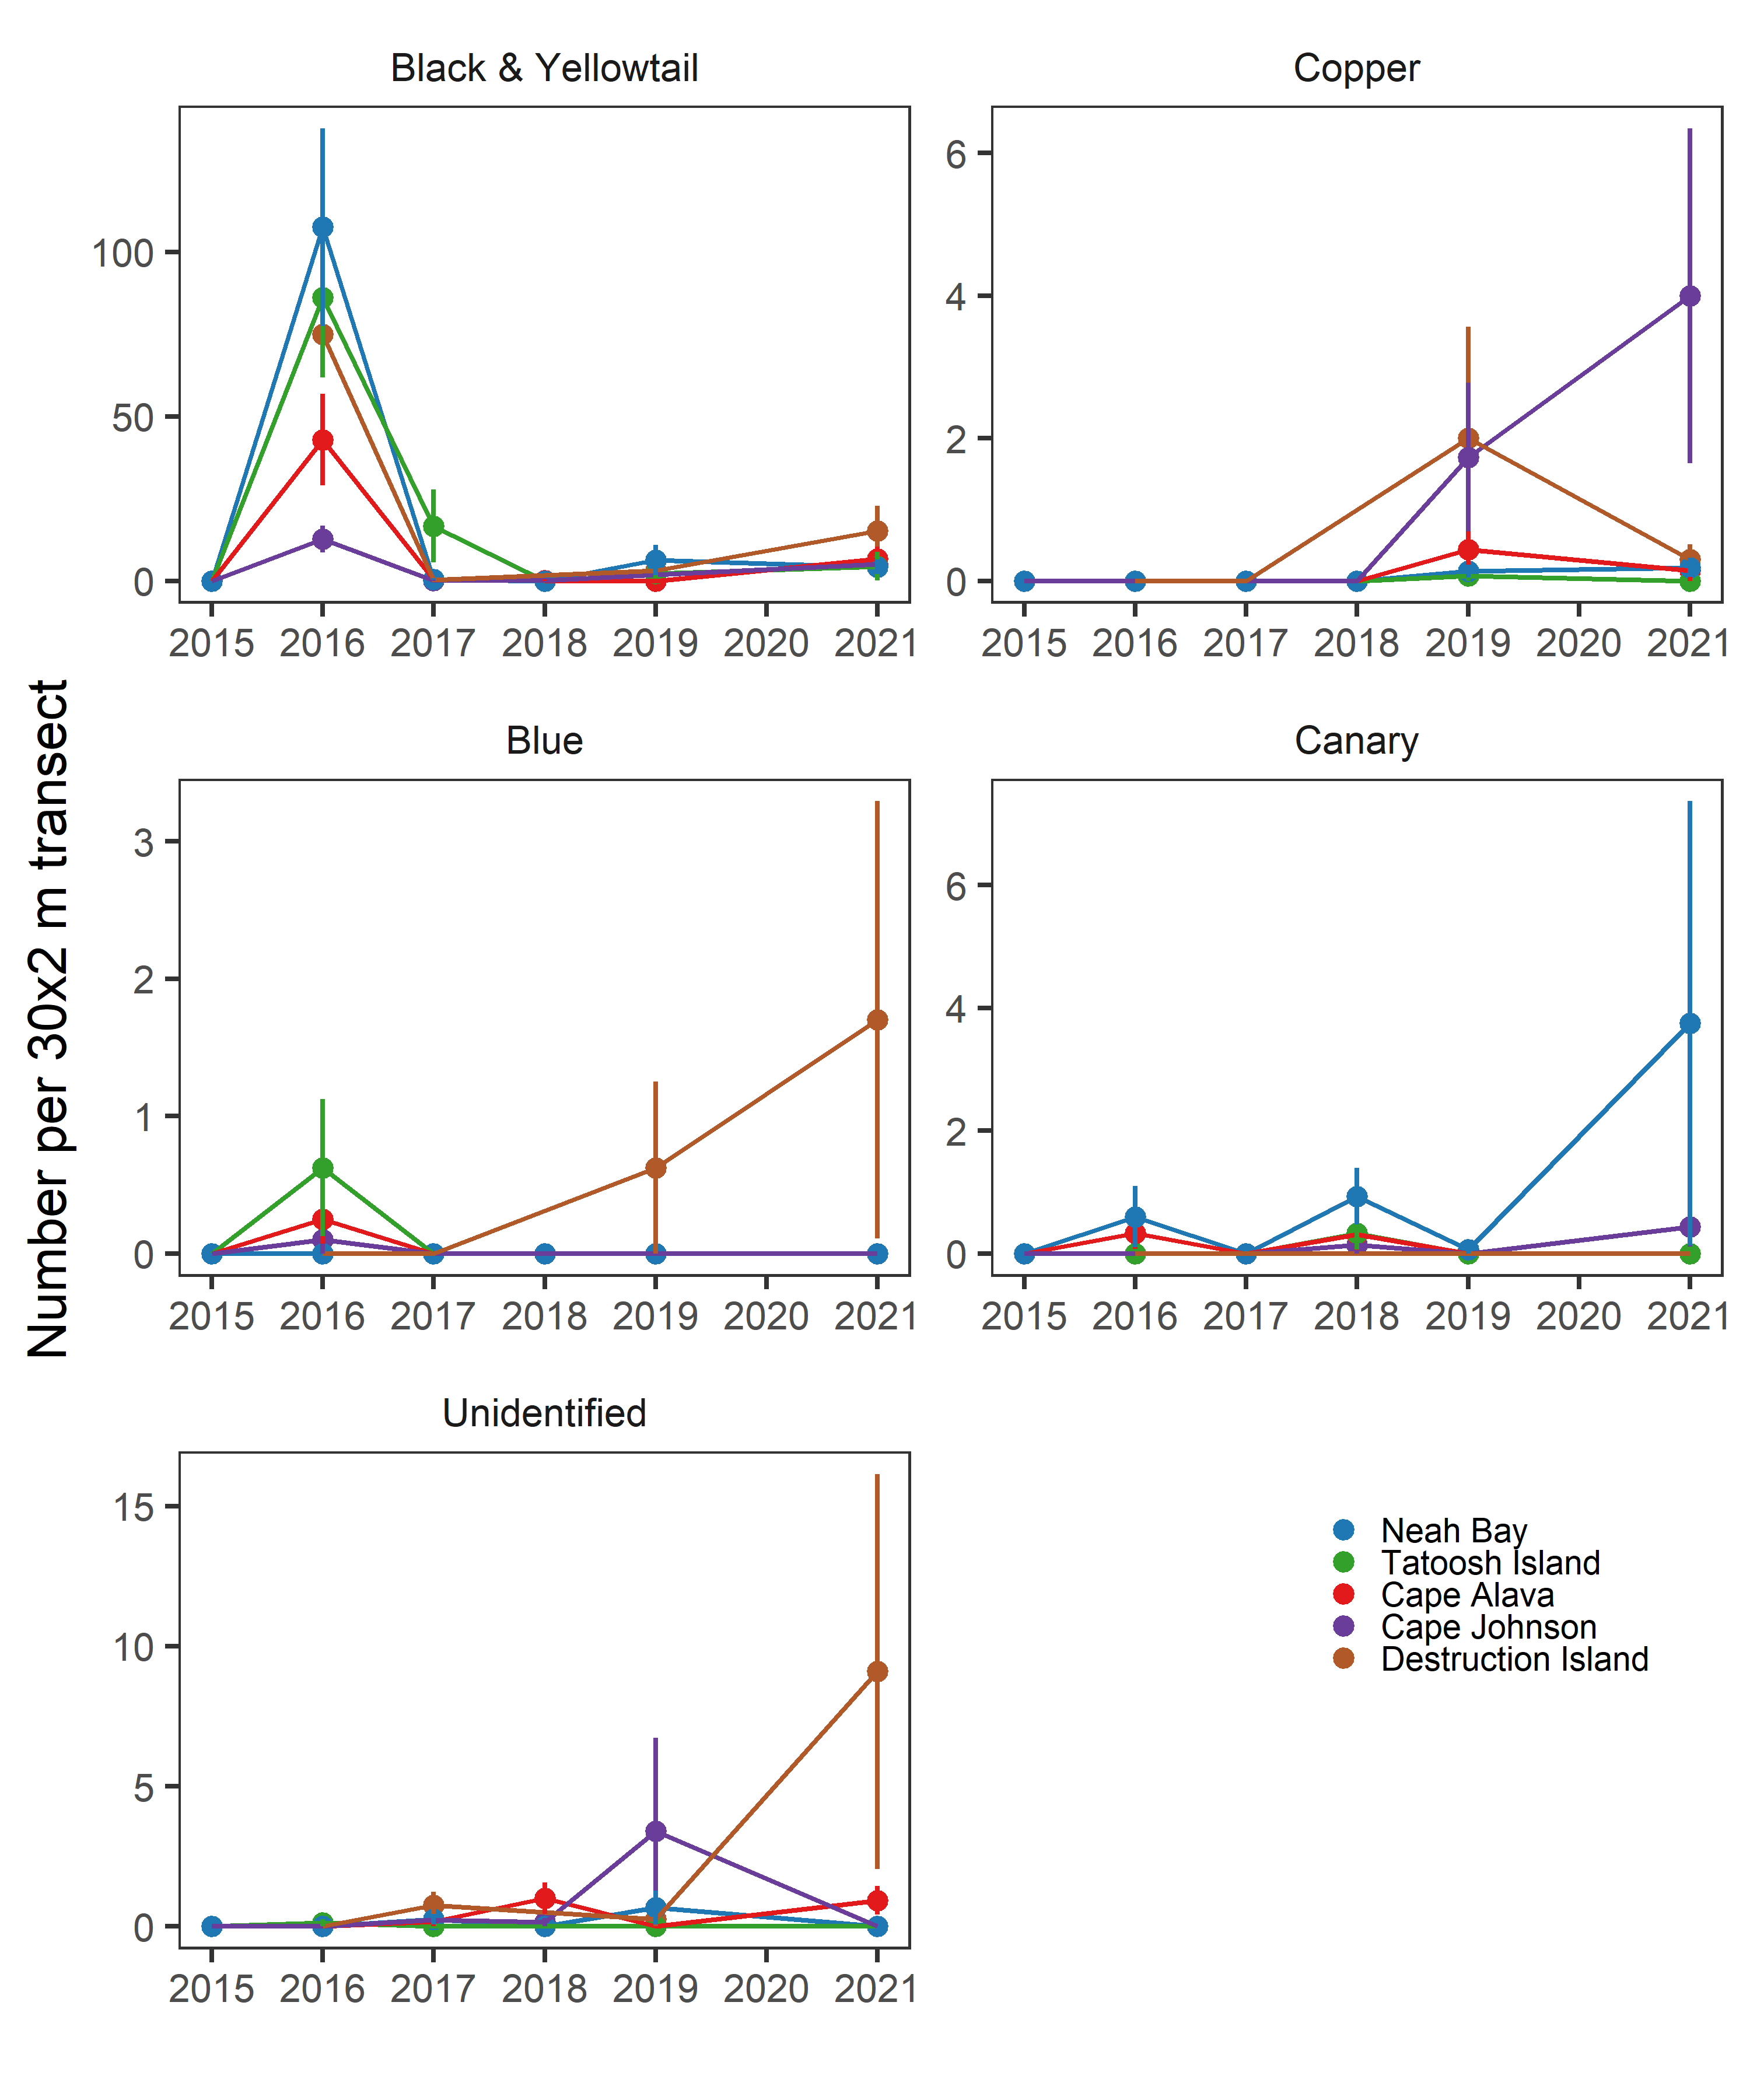 Black & Yellowtail
Copper
100
50
0
6
4
2
0
2015 2016 2017 2018 2019 2020 2021
2015 2016 2017 2018 2019 2020 2021
Number per 30x2 m transect
Blue
Canary
3
2
1
0
6
4
2
0
2015 2016 2017 2018 2019 2020 2021
2015 2016 2017 2018 2019 2020 2021
Unidentified
15
10
5
0
2015 2016 2017 2018 2019 2020 2021
Neah Bay
Tatoosh Island
Cape Alava
Cape Johnson
Destruction Island